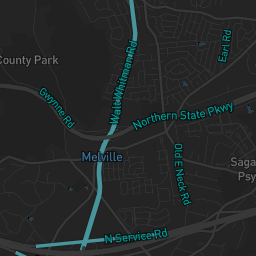 Earl Rd
County Park
Walt Whitman Rd
Gwynne Rd
Northern State Pkwy
Melville
Old E Neck Rd
Saga
Psy
N Service Rd